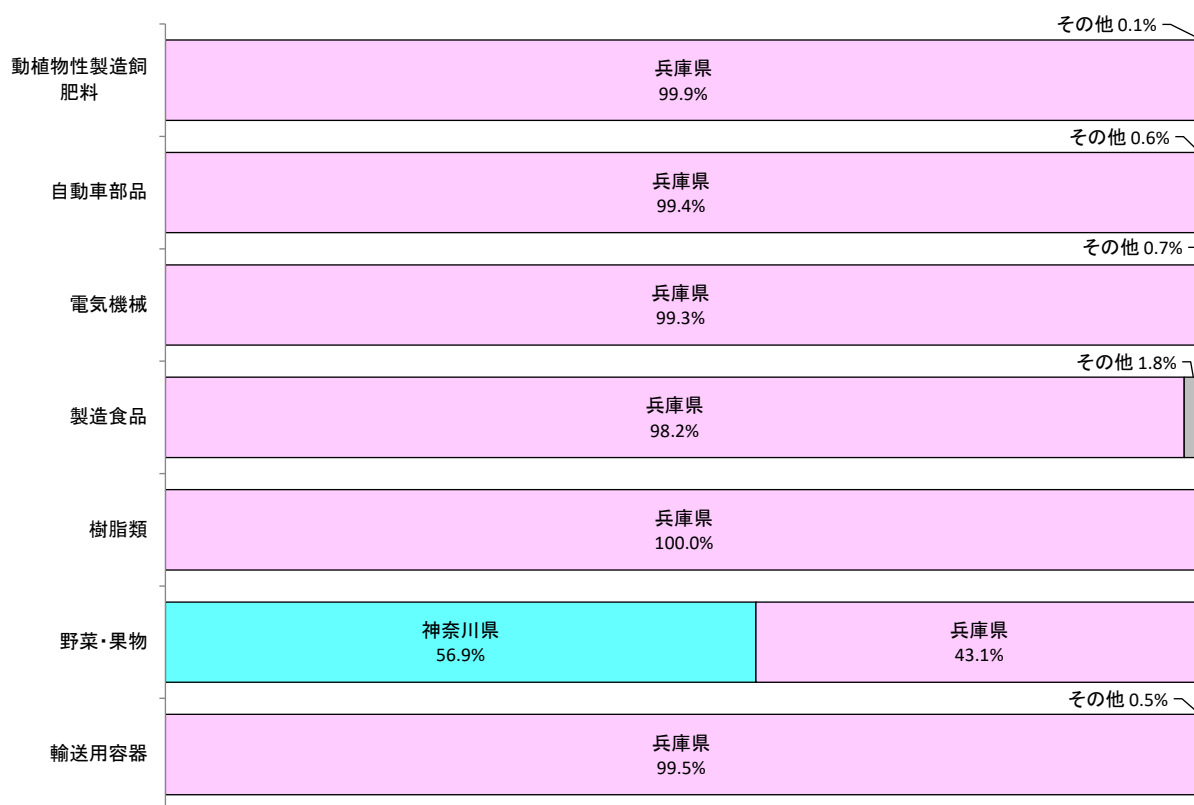 その他 0.1%
動植物性製造飼
肥料
兵庫県
99.9%
その他 0.6%
自動車部品
兵庫県
99.4%
その他 0.7%
電気機械
兵庫県
99.3%
その他 1.8%
製造食品
兵庫県
98.2%
樹脂類
兵庫県
100.0%
野菜・果物
神奈川県
56.9%
兵庫県
43.1%
その他 0.5%
輸送用容器
兵庫県
99.5%